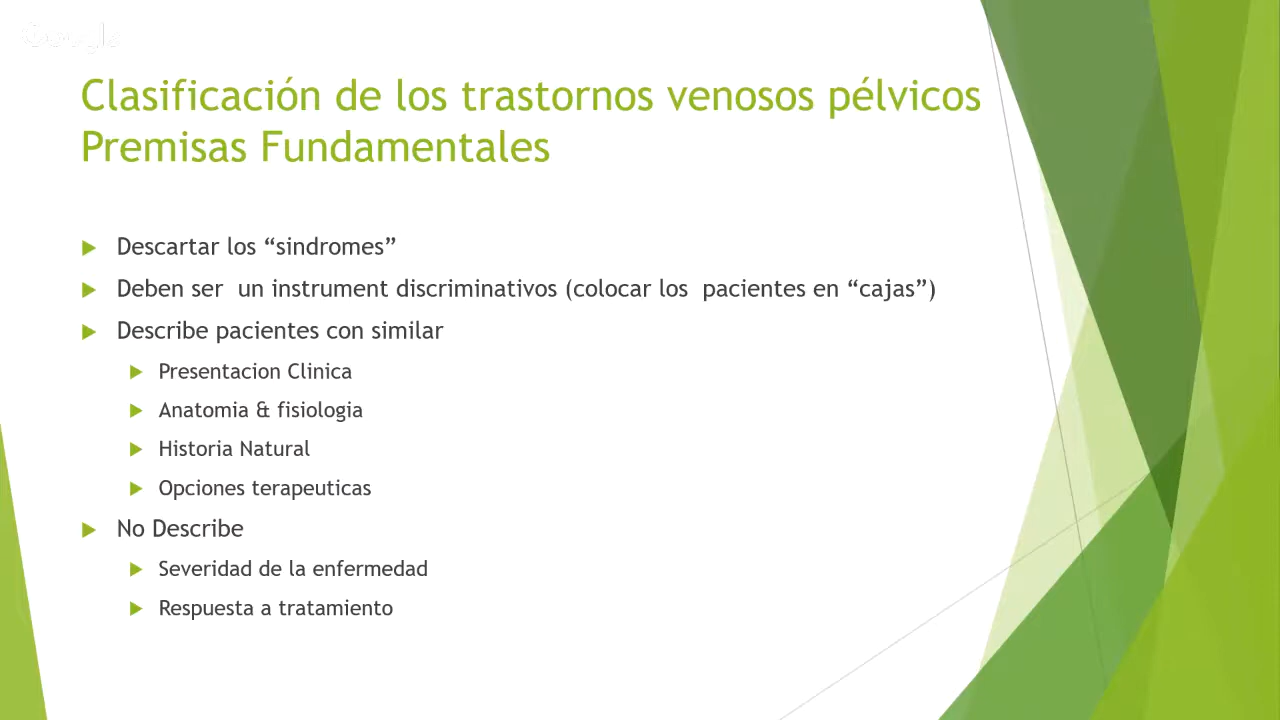 Google
Clasificación de los trastornos venosos pélvicos
Premisas Fundamentales
Descartar los “sindromes”
Deben ser un instrument discriminativos (colocar los pacientes en “cajas”)
Describe pacientes con similar
Presentacion Clinica
Anatomia & fisiologia
Historia Natural
Opciones terapeuticas
No Describe
Severidad de la enfermedad
Respuesta a tratamiento